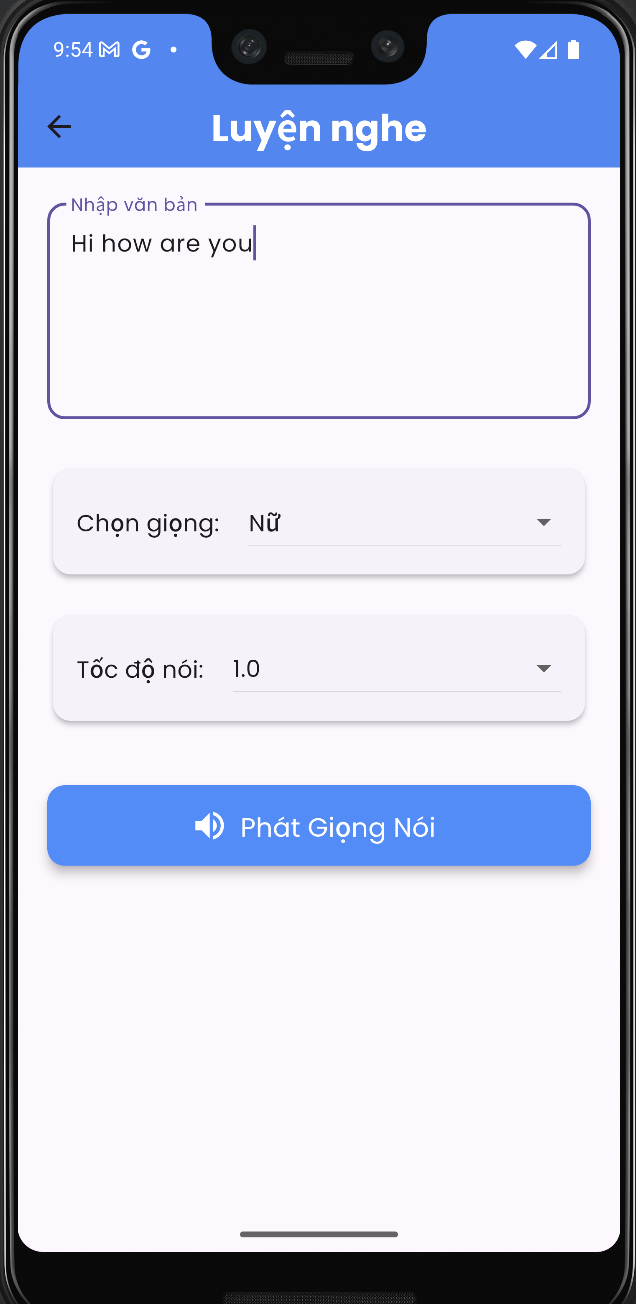 9:54
Luyện nghe
Nhập văn bản
Hi how are you
Chọn giọng: Nữ
Tốc độ nói: 1.0
Phát Giọng Nói